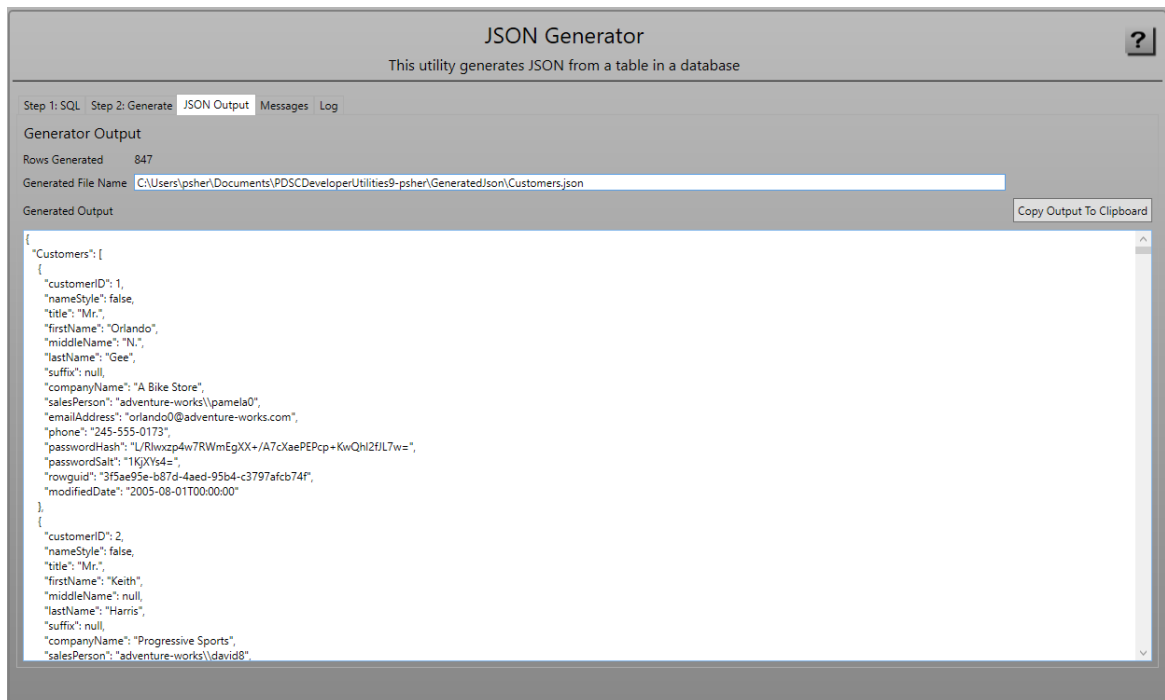 JSON Generator
?
This utility generates JSON from a table in a database
Step 1: SQL Step 2: Generate JSON Output Messages Log
Generator Output
Rows Generated 847
Generated File Name C:\Users\psher\Documents\PDSCDeveloperUtilities9-psher\GeneratedJson\Customers.json
Generated Output Copy Output To Clipboard
{
"Customers": [
{
"customerID": 1,
"nameStyle": false,
"title": "Mr.",
"firstName": "Orlando",
"middleName": "N.",
"lastName": "Gee",
"suffix": null,
"companyName": "A Bike Store",
"salesPerson": "adventure-works\\pamela0",
"emailAddress": "orlando0@adventure-works.com",
"phone": "245-555-0173",
"passwordHash": "L/Rlwxzp4w7RWmEgXX+/A7cXaePEPcp+KwQhl2fJL7w=",
"passwordSalt": "1KjXYs4=",
"rowguid": "3f5ae95e-b87d-4aed-95b4-c3797afcb74f",
"modifiedDate": "2005-08-01T00:00:00"
},
{
"customerID": 2,
"nameStyle": false,
"title": "Mr.",
"firstName": "Keith",
"middleName": null,
"lastName": "Harris",
"suffix": null,
"companyName": "Progressive Sports",
"salesPerson": "adventure-works\\david8",